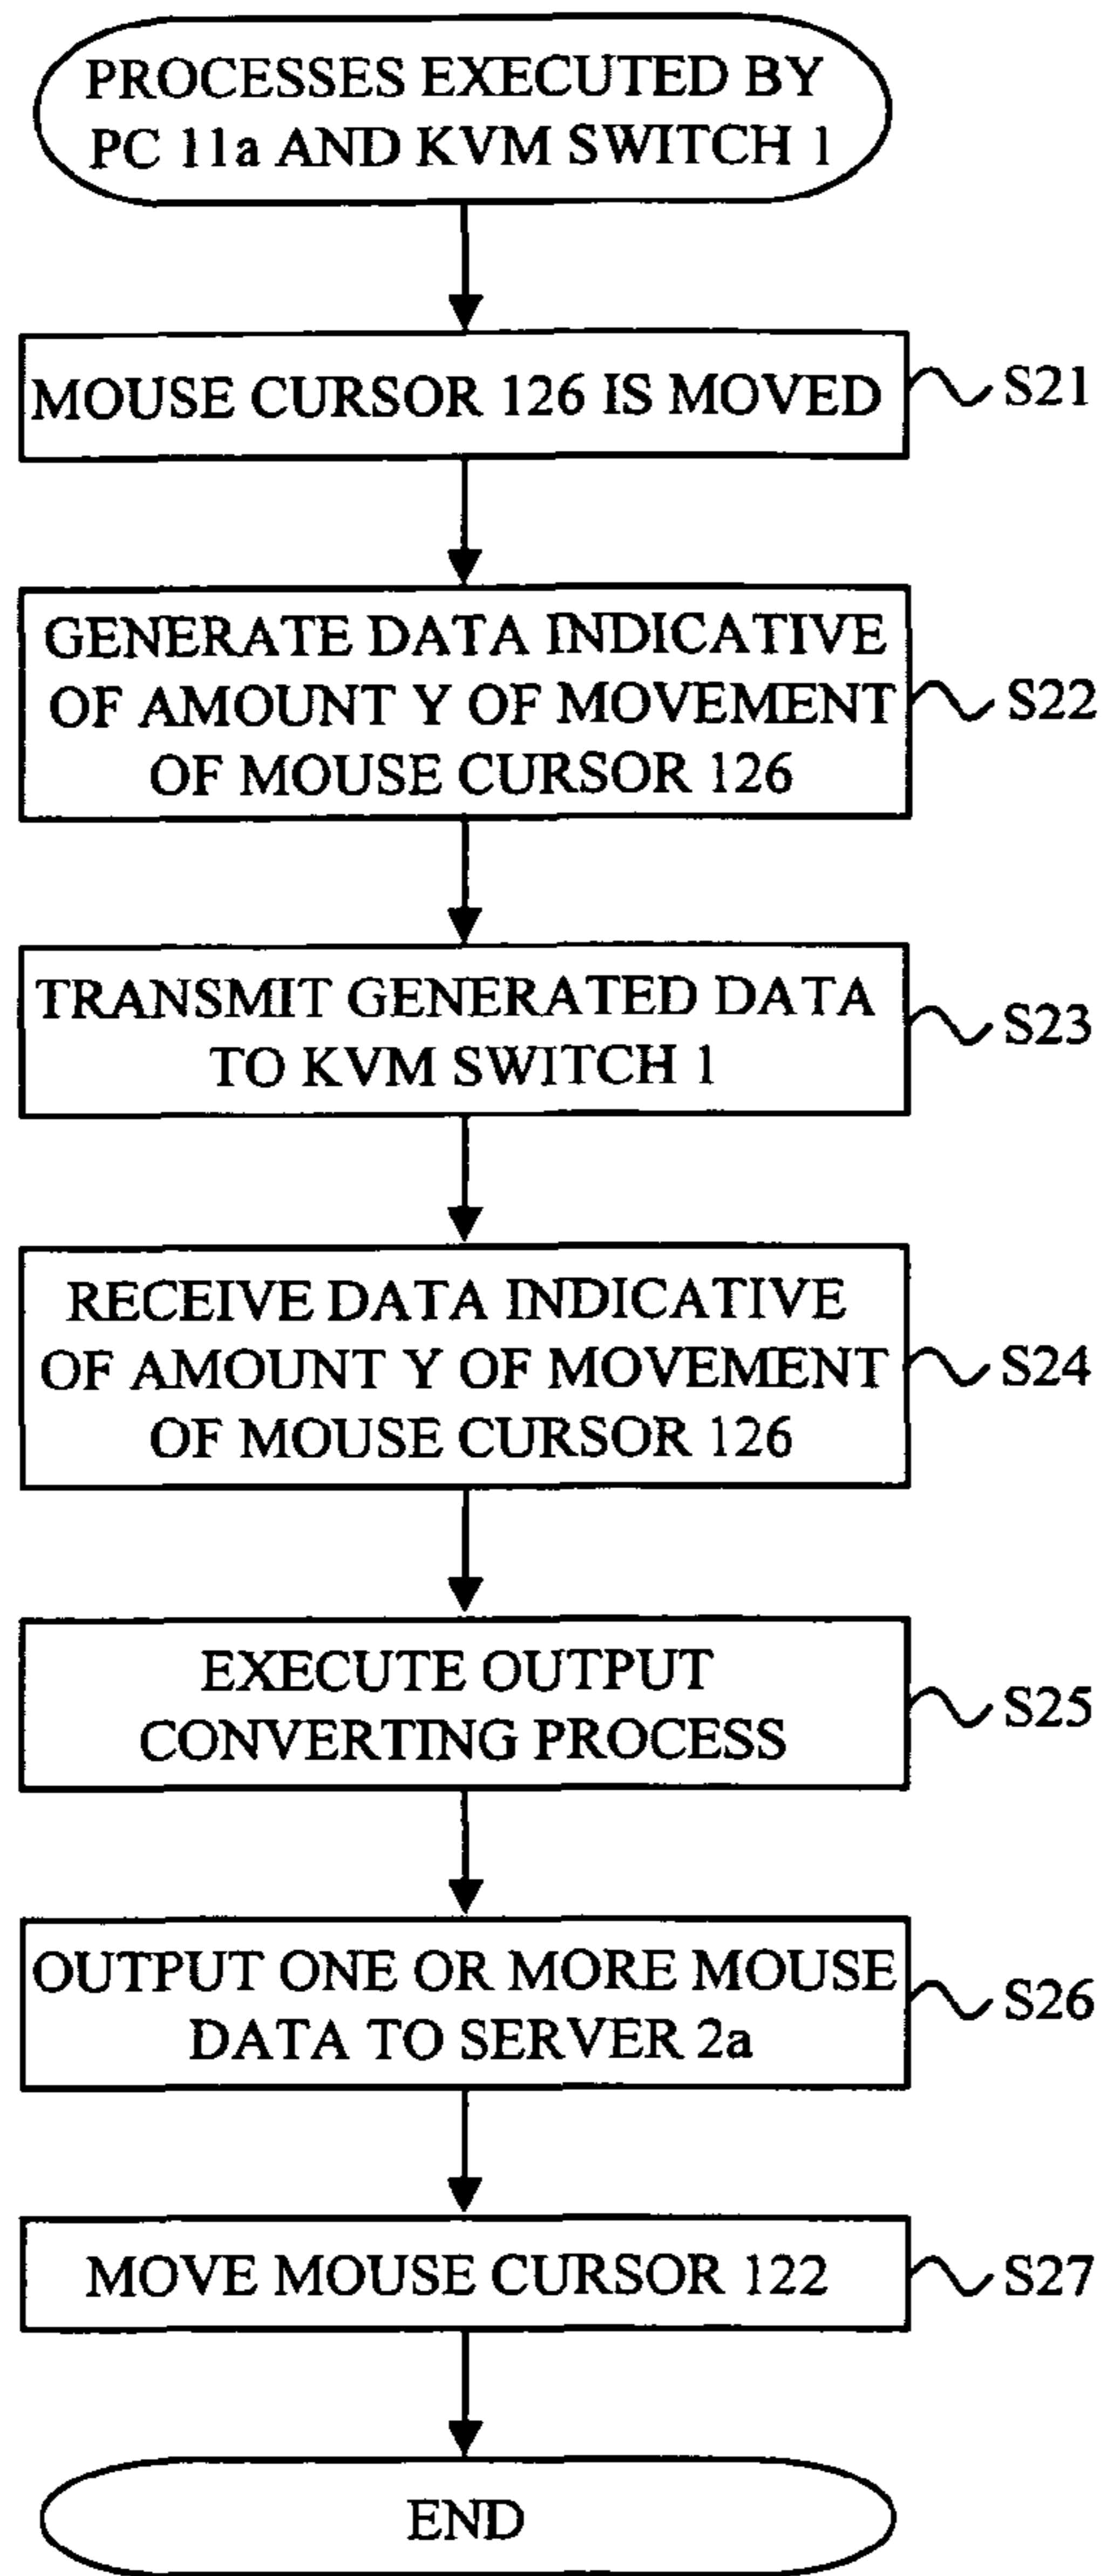 PROCESSES EXECUTED BY
PC 11a AND KVM SWITCH 1
MOUSE CURSOR 126 IS MOVED
S21
GENERATE DATA INDICATIVE
OF AMOUNT Y OF MOVEMENT
OF MOUSE CURSOR 126
S22
TRANSMIT GENERATED DATA
TO KVM SWITCH 1
S23
RECEIVE DATA INDICATIVE
OF AMOUNT Y OF MOVEMENT
OF MOUSE CURSOR 126
S24
EXECUTE OUTPUT
CONVERTING PROCESS
S25
OUTPUT ONE OR MORE MOUSE
DATA TO SERVER 2a
S26
MOVE MOUSE CURSOR 122
S27
END